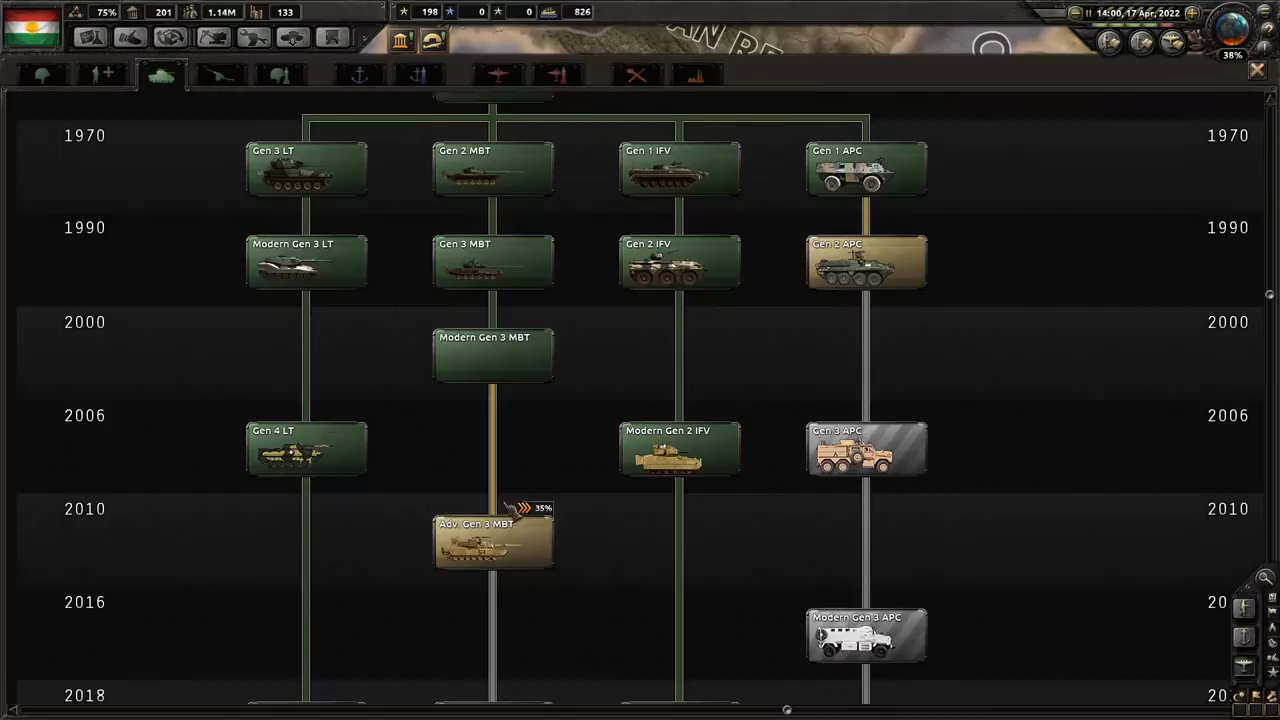 75%
201
1.14M
133
198
0
0
826
14:00, 17 Apr, 2022
38%
1970
1970
Gen 3 LT
Gen 2 MBT
Gen 1 IFV
Gen 1 APC
1990
1990
Modern Gen 3 LT
Gen 3 MBT
Gen 2 IFV
Gen 2 APC
2000
2000
Modern Gen 3 MBT
2006
2006
Gen 4 LT
Modern Gen 2 IFV
Gen 3 APC
2010
2010
35%
Adv. Gen 3 MBT
2016
20
Modern Gen 3 APC
2018
20